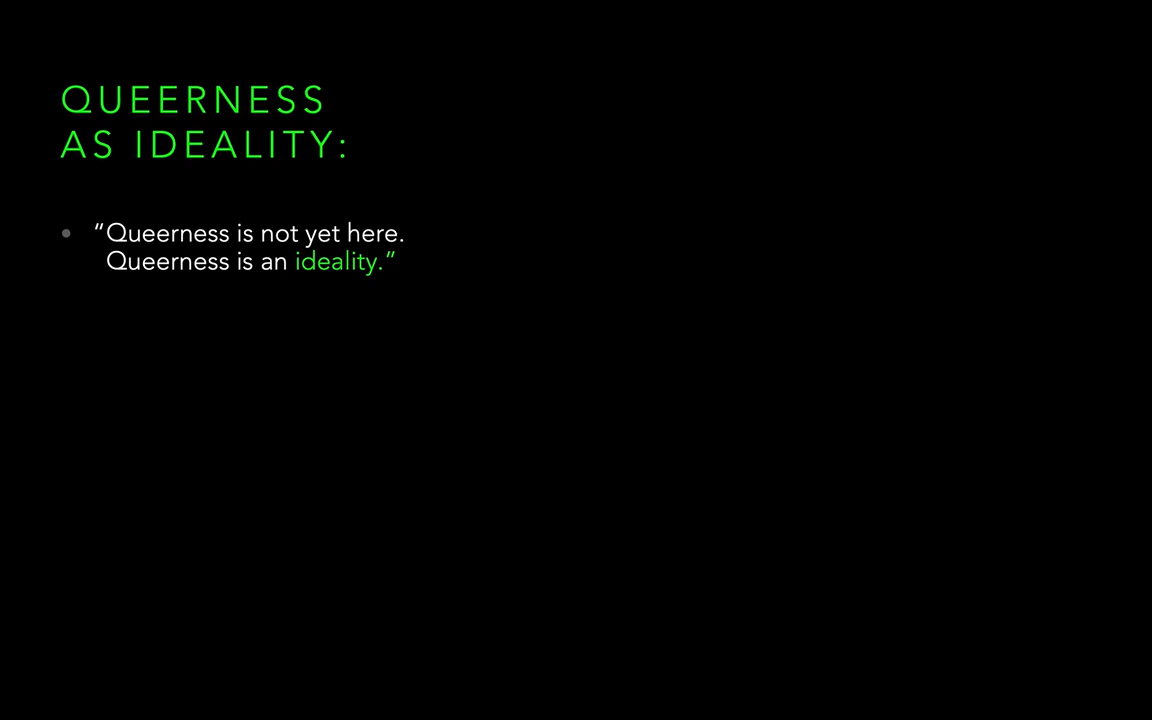 QUEERNESS
AS IDEALITY:
• “Queerness is not yet here.
Queerness is an ideality.”